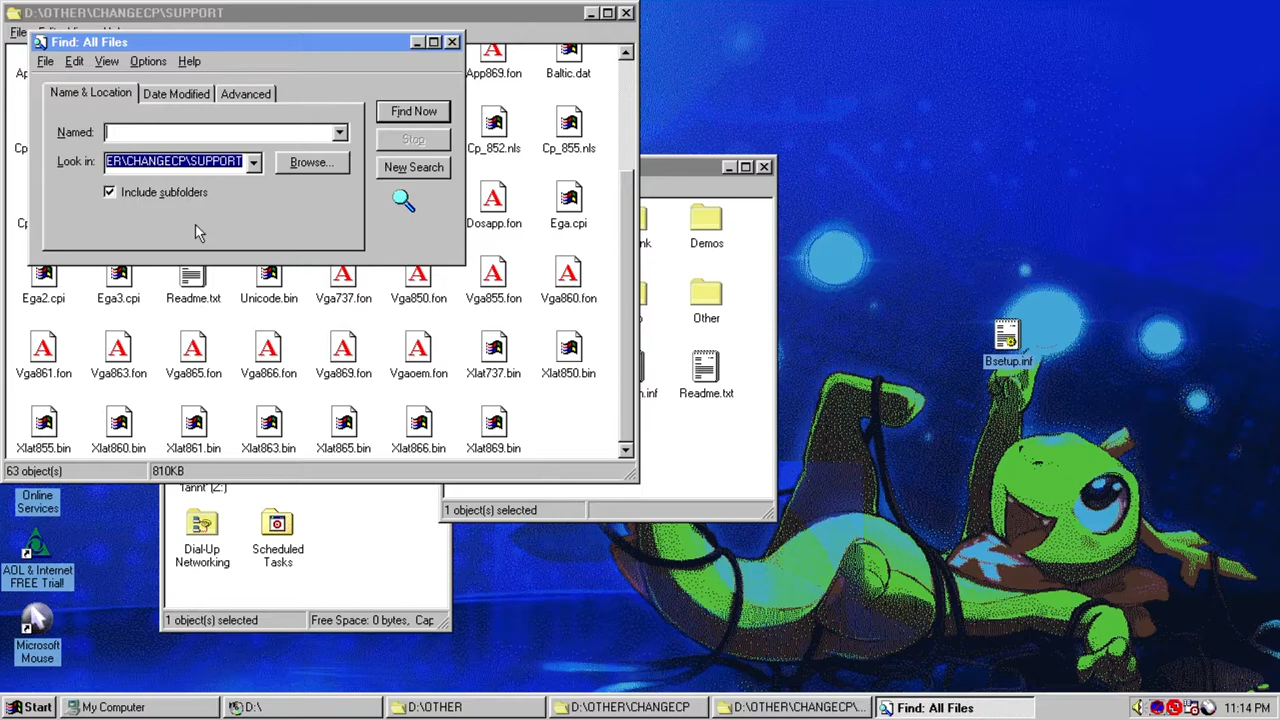 D:\OTHER\CHANGECP\SUPPORT
File
Find: All Files
File Edit View Options Help
Name & Location Date Modified Advanced
Named:
Look in: ER\CHANGECP\SUPPORT Browse...
Include subfolders
Find Now
Stop
New Search
App869.fon Baltic.dat
Cp_852.nls Cp_855.nls
Dosapp.fon Ega.cpi
Ega2.cpi Ega3.cpi Readme.txt Unicode.bin Vga737.fon Vga850.fon Vga855.fon Vga860.fon
Vga861.fon Vga863.fon Vga865.fon Vga866.fon Vga869.fon Vgaoem.fon Xlat737.bin Xlat850.bin
Xlat855.bin Xlat860.bin Xlat861.bin Xlat863.bin Xlat865.bin Xlat866.bin Xlat869.bin
63 object(s) 810KB
nk Demos
Other
n.inf Readme.txt
1 object(s) selected
(Z:)
Dial-Up Networking
Scheduled Tasks
1 object(s) selected Free Space: 0 bytes, Cap
Bsetup.inf
Online Services
AOL & Internet FREE Trial!
Microsoft Mouse
Start My Computer D:\ D:\OTHER D:\OTHER\CHANGECP D:\OTHER\CHANGECP\... Find: All Files 11:14 PM